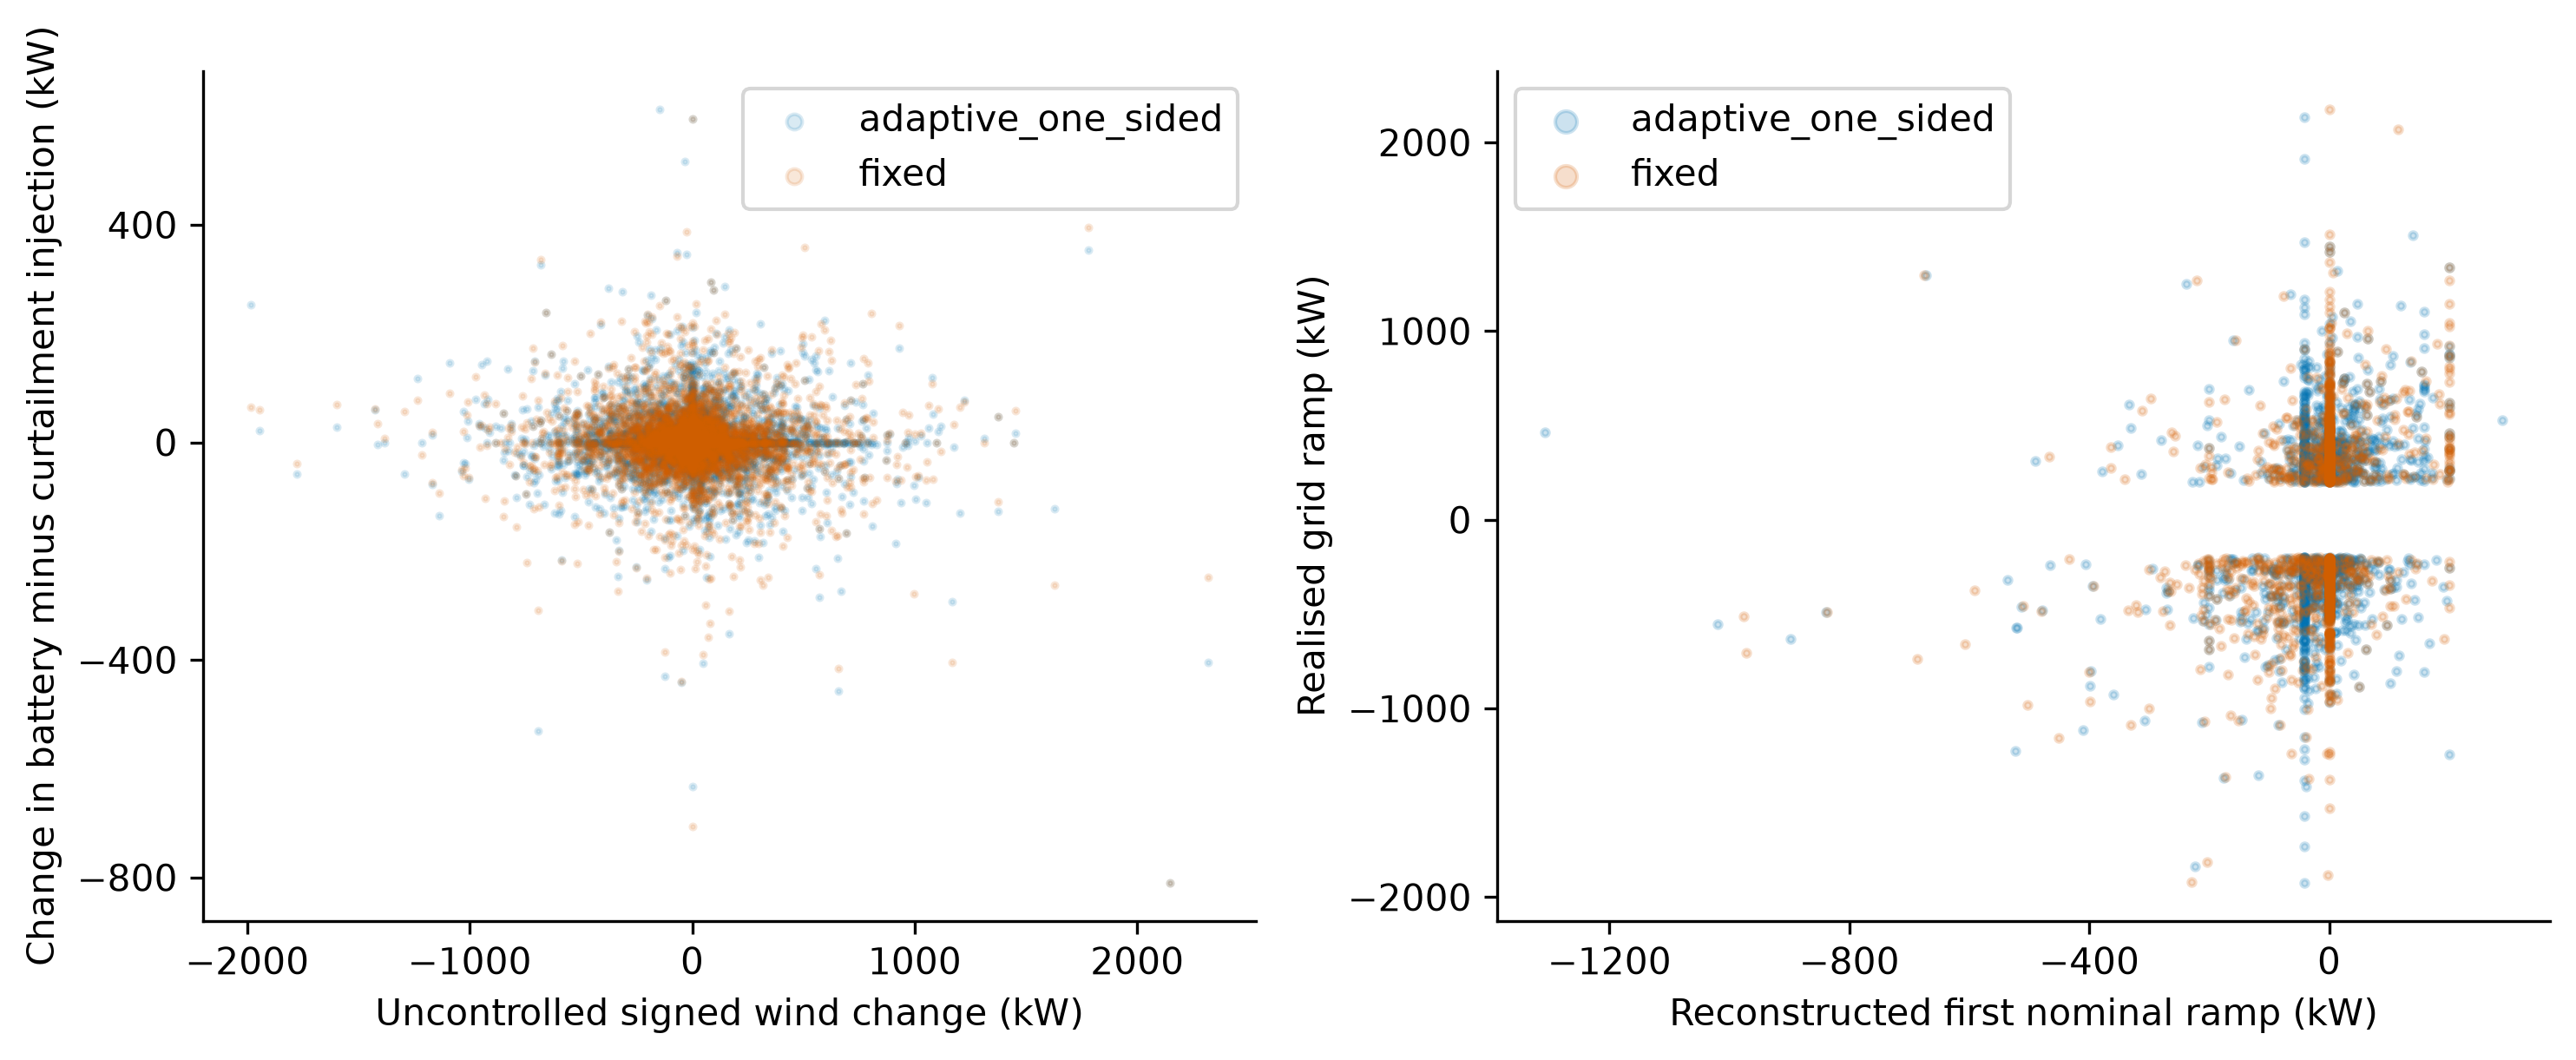 Change in battery minus curtailment injection (kW)
400
0
−400
−800
−2000
−1000
0
1000
2000
Uncontrolled signed wind change (kW)
adaptive_one_sided
fixed
Realised grid ramp (kW)
2000
1000
0
−1000
−2000
−1200
−800
−400
0
Reconstructed first nominal ramp (kW)
adaptive_one_sided
fixed